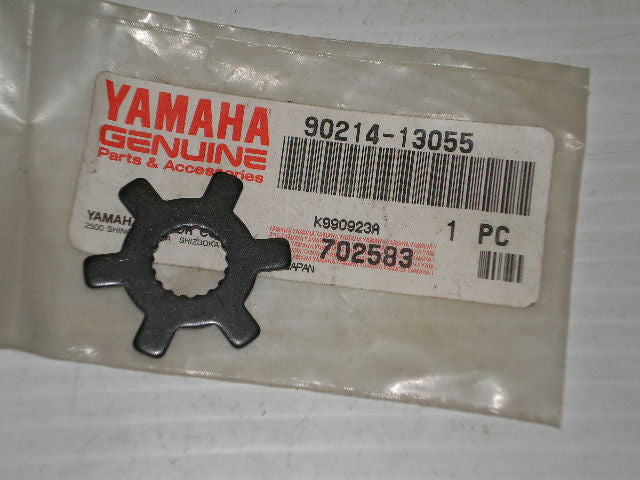 YAMAHA
GENUINE
Parts & Accessories
90214-13055
K990923A
1 PC
702583
YAMAHA
2500 SHIN SHIZUOKA
JAPAN